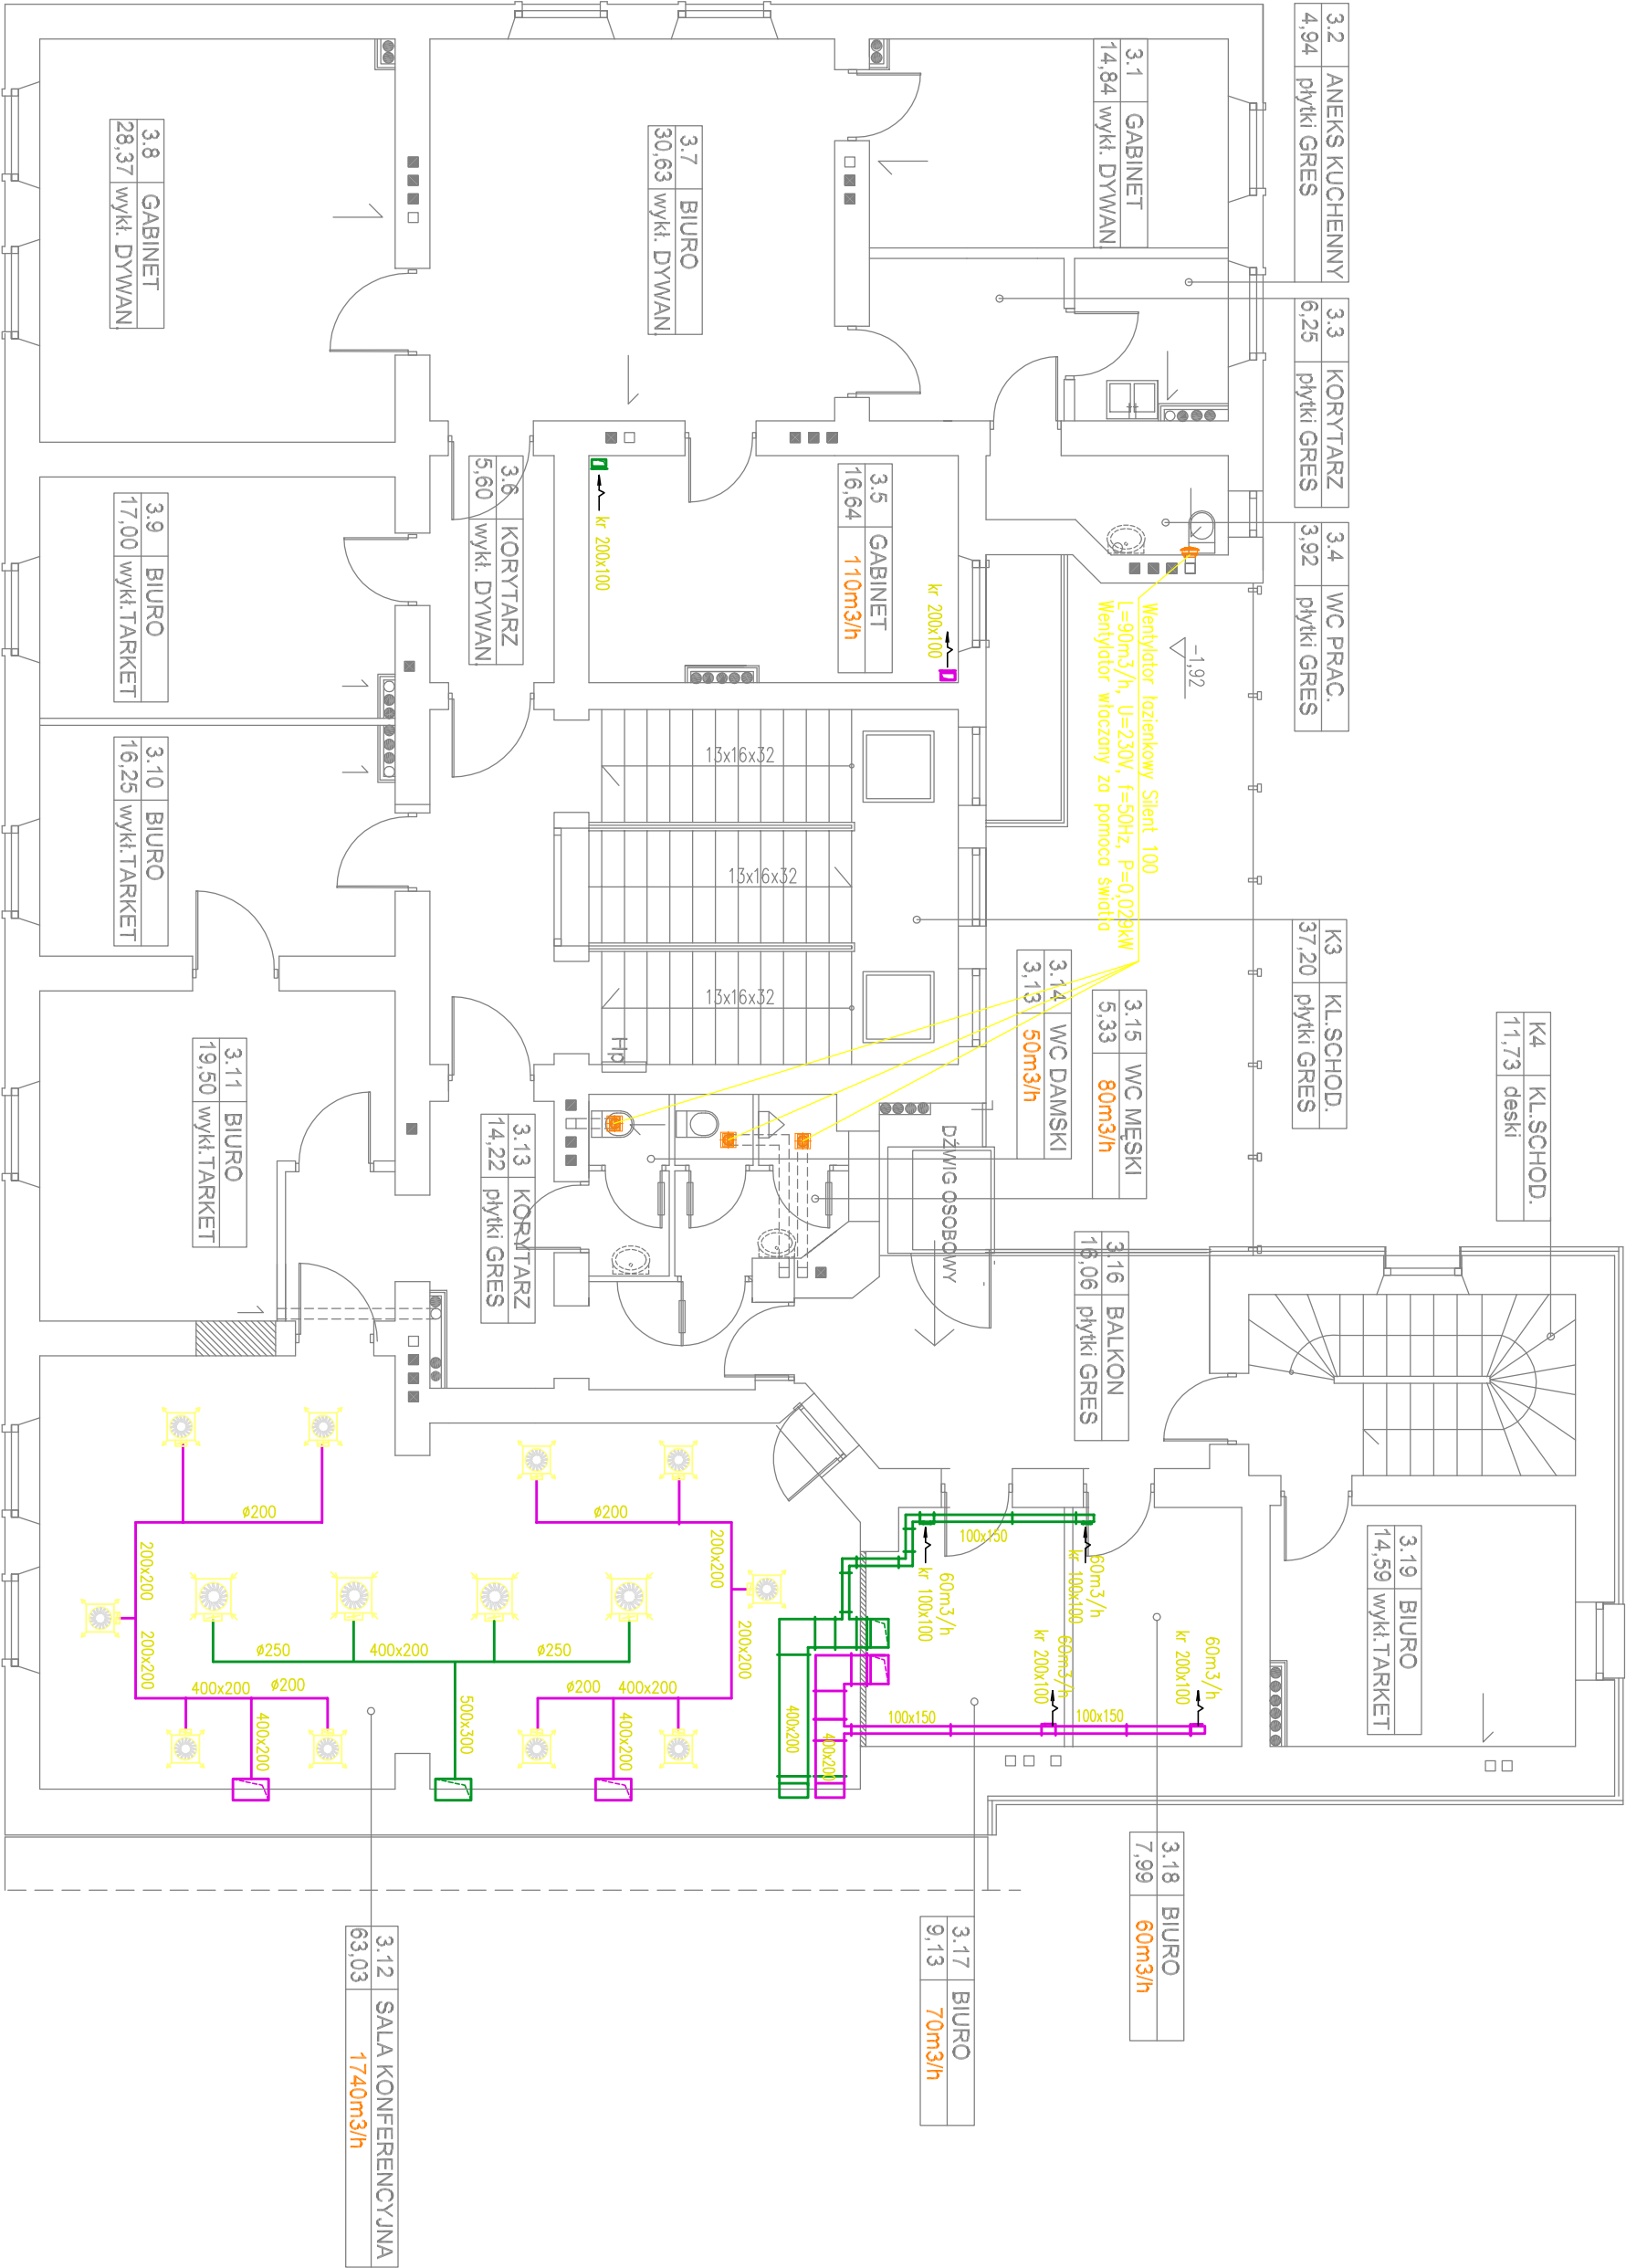 3.2 ANEKS KUCHENNY
4,94 płytki GRES
3.3 KORYTARZ
6,25 płytki GRES
3.4 WC PRAC.
3,92 płytki GRES
K3 KL.SCHOD.
37,20 płytki GRES
K4 KL.SCHOD.
11,73 deski
3.1 GABINET
14,84 wykł. DYWAN.
-1,92
Wentylator łazienkowy Silent 100
L=90m3/h, U=230V, f=50Hz, P=0,029kW
Wentylator włączany za pomocą światła
3.15 WC MĘSKI
5,33 80m3/h
3.14 WC DAMSKI
3,13 50m3/h
3.16 BALKON
16,06 płytki GRES
3.19 BIURO
14,59 wykł.TARKET
3.5 GABINET
16,64 110m3/h
kr 200x100
kr 200x100
DŹWIG OSOBOWY
3.7 BIURO
30,63 wykł. DYWAN.
13x16x32
13x16x32
13x16x32
Hp
3.6 KORYTARZ
5,60 wykł. DYWAN.
3.13 KORYTARZ
14,22 płytki GRES
3.8 GABINET
28,37 wykł. DYWAN.
3.9 BIURO
17,00 wykł.TARKET
3.10 BIURO
16,25 wykł.TARKET
3.11 BIURO
19,50 wykł.TARKET
60m3/h
kr 200x100
60m3/h
kr 100x100
60m3/h
kr 200x100
60m3/h
kr 100x100
100x150
100x150
100x150
400x200
400x200
200x200
200x200
ø200
ø200
400x200
400x200
ø250
400x200
ø250
500x300
ø200
200x200
200x200
400x200
ø200
400x200
3.18 BIURO
7,99 60m3/h
3.17 BIURO
9,13 70m3/h
3.12 SALA KONFERENCYJNA
63,03 1740m3/h